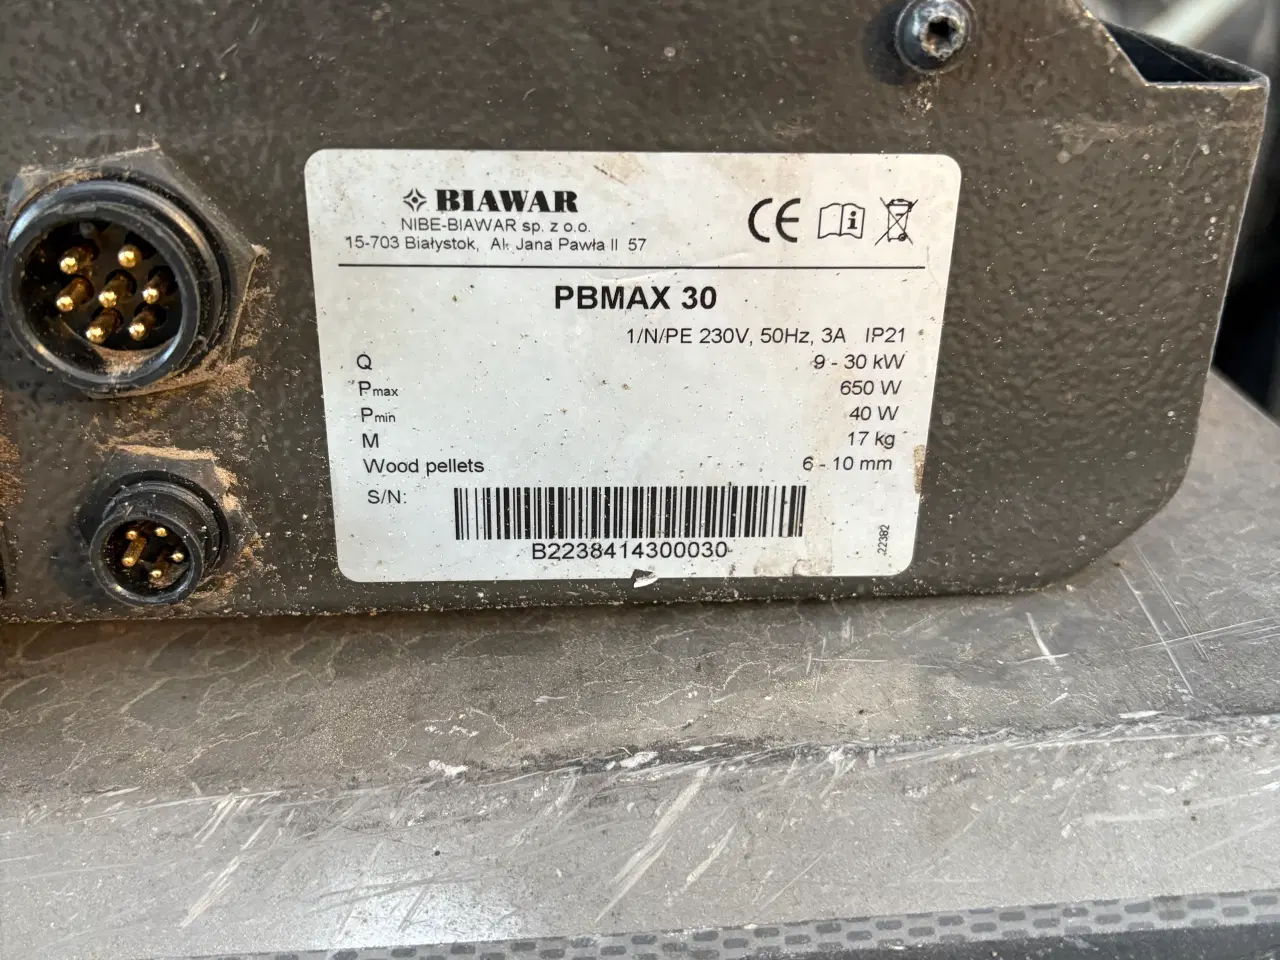 BIAWAR
NIBE-BIAWAR sp. z o.o.
15-703 Białystok, Al. Jana Pawła II 57
CE
PBMAX 30
1/N/PE 230V, 50Hz, 3A IP21
Q 9 - 30 kW
Pmax 650 W
Pmin 40 W
M 17 kg
Wood pellets 6 - 10 mm
S/N:
B2238414300030
22382